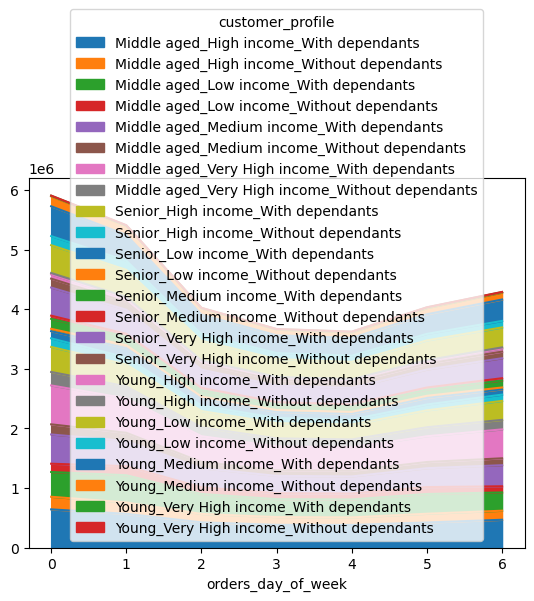 customer_profile
Middle aged_High income_With dependants
Middle aged_High income_Without dependants
Middle aged_Low income_With dependants
Middle aged_Low income_Without dependants
Middle aged_Medium income_With dependants
Middle aged_Medium income_Without dependants
Middle aged_Very High income_With dependants
Middle aged_Very High income_Without dependants
Senior_High income_With dependants
Senior_High income_Without dependants
Senior_Low income_With dependants
Senior_Low income_Without dependants
Senior_Medium income_With dependants
Senior_Medium income_Without dependants
Senior_Very High income_With dependants
Senior_Very High income_Without dependants
Young_High income_With dependants
Young_High income_Without dependants
Young_Low income_With dependants
Young_Low income_Without dependants
Young_Medium income_With dependants
Young_Medium income_Without dependants
Young_Very High income_With dependants
Young_Very High income_Without dependants
1e6
6
5
4
3
2
1
0
0 1 2 3 4 5 6
orders_day_of_week